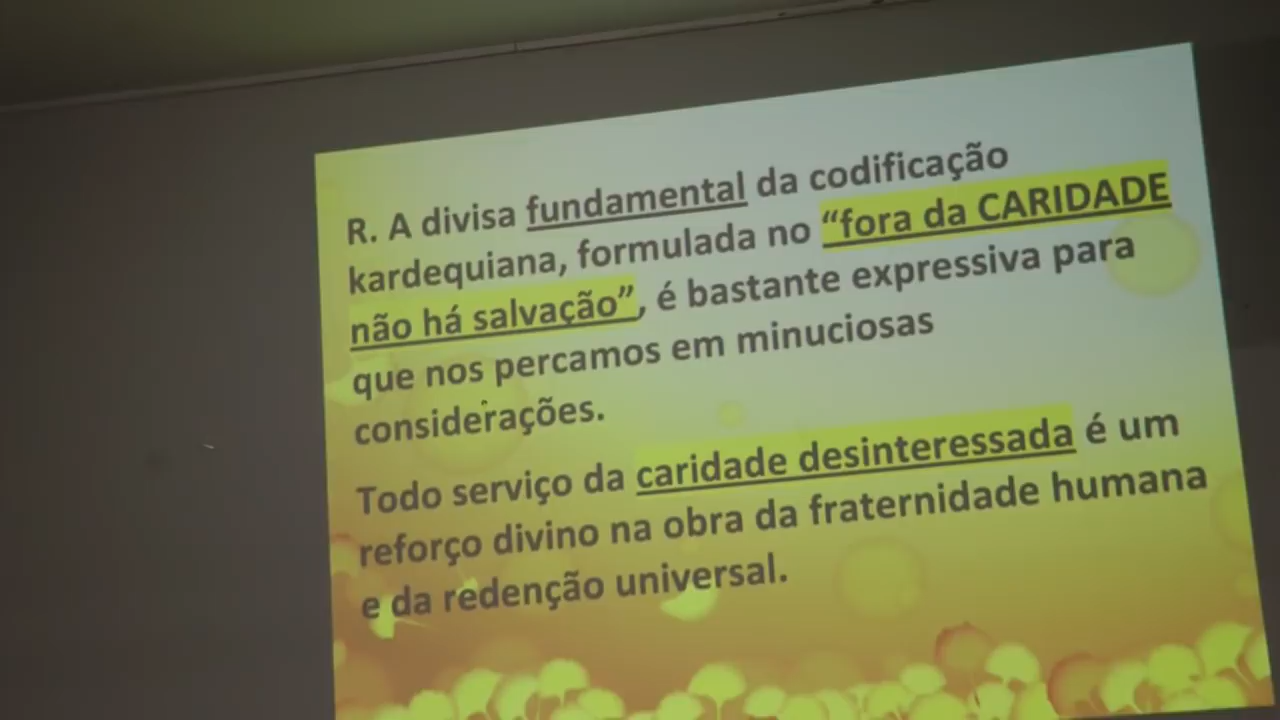 R. A divisa fundamental da codificação
kardequiana, formulada no “fora da CARIDADE
não há salvação”, é bastante expressiva para
que nos percamos em minuciosas
considerações.
Todo serviço da caridade desinteressada é um
reforço divino na obra da fraternidade humana
e da redenção universal.